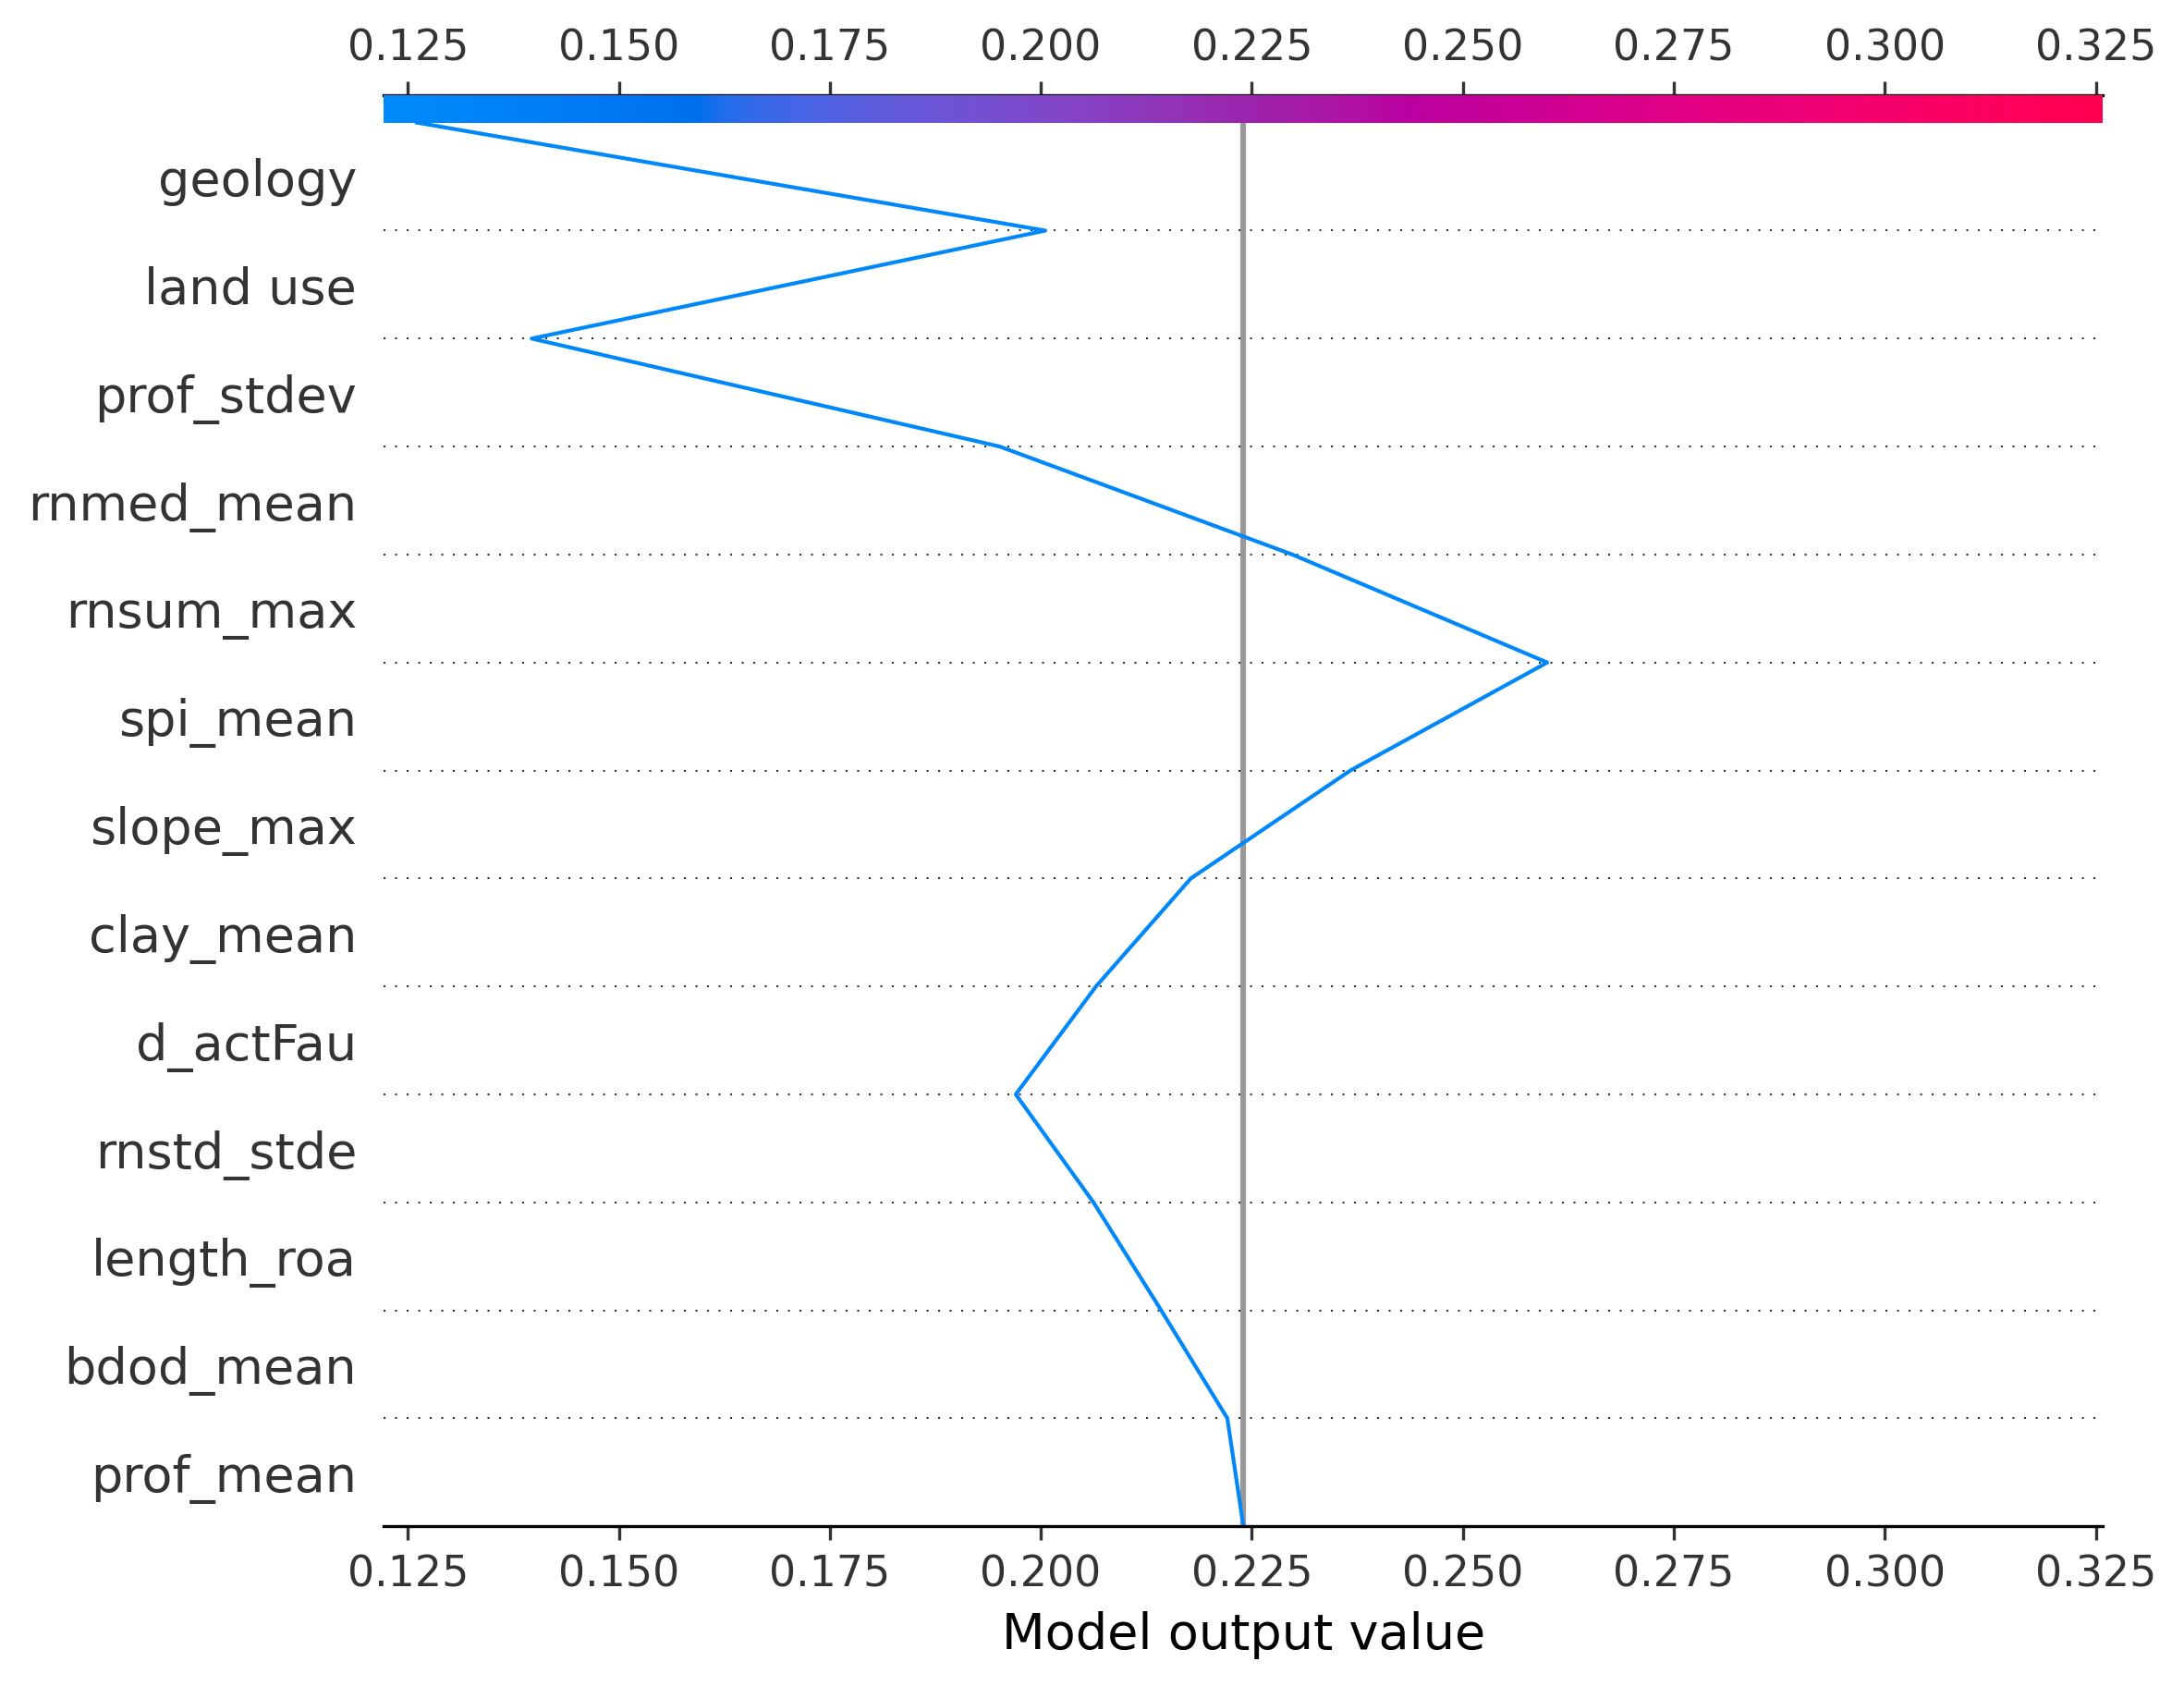 0.125 0.150 0.175 0.200 0.225 0.250 0.275 0.300 0.325
geology
land use
prof_stdev
rnmed_mean
rnsum_max
spi_mean
slope_max
clay_mean
d_actFau
rnstd_stde
length_roa
bdod_mean
prof_mean
0.125 0.150 0.175 0.200 0.225 0.250 0.275 0.300 0.325
Model output value